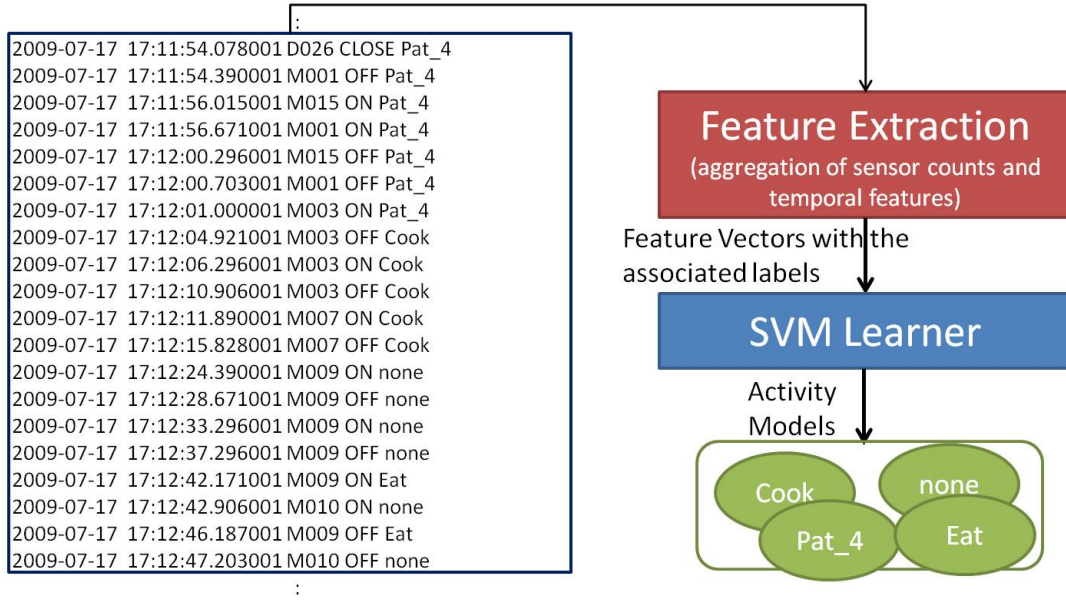 :
2009-07-17 17:11:54.078001 D026 CLOSE Pat_4
2009-07-17 17:11:54.390001 M001 OFF Pat_4
2009-07-17 17:11:56.015001 M015 ON Pat_4
2009-07-17 17:11:56.671001 M001 ON Pat_4
2009-07-17 17:12:00.296001 M015 OFF Pat_4
2009-07-17 17:12:00.703001 M001 OFF Pat_4
2009-07-17 17:12:01.000001 M003 ON Pat_4
2009-07-17 17:12:04.921001 M003 OFF Cook
2009-07-17 17:12:06.296001 M003 ON Cook
2009-07-17 17:12:10.906001 M003 OFF Cook
2009-07-17 17:12:11.890001 M007 ON Cook
2009-07-17 17:12:15.828001 M007 OFF Cook
2009-07-17 17:12:24.390001 M009 ON none
2009-07-17 17:12:28.671001 M009 OFF none
2009-07-17 17:12:33.296001 M009 ON none
2009-07-17 17:12:37.296001 M009 OFF none
2009-07-17 17:12:42.171001 M009 ON Eat
2009-07-17 17:12:42.906001 M010 ON none
2009-07-17 17:12:46.187001 M009 OFF Eat
2009-07-17 17:12:47.203001 M010 OFF none
:
Feature Extraction
(aggregation of sensor counts and
temporal features)
Feature Vectors with the
associated labels
SVM Learner
Activity
Models
Cook
none
Pat_4
Eat